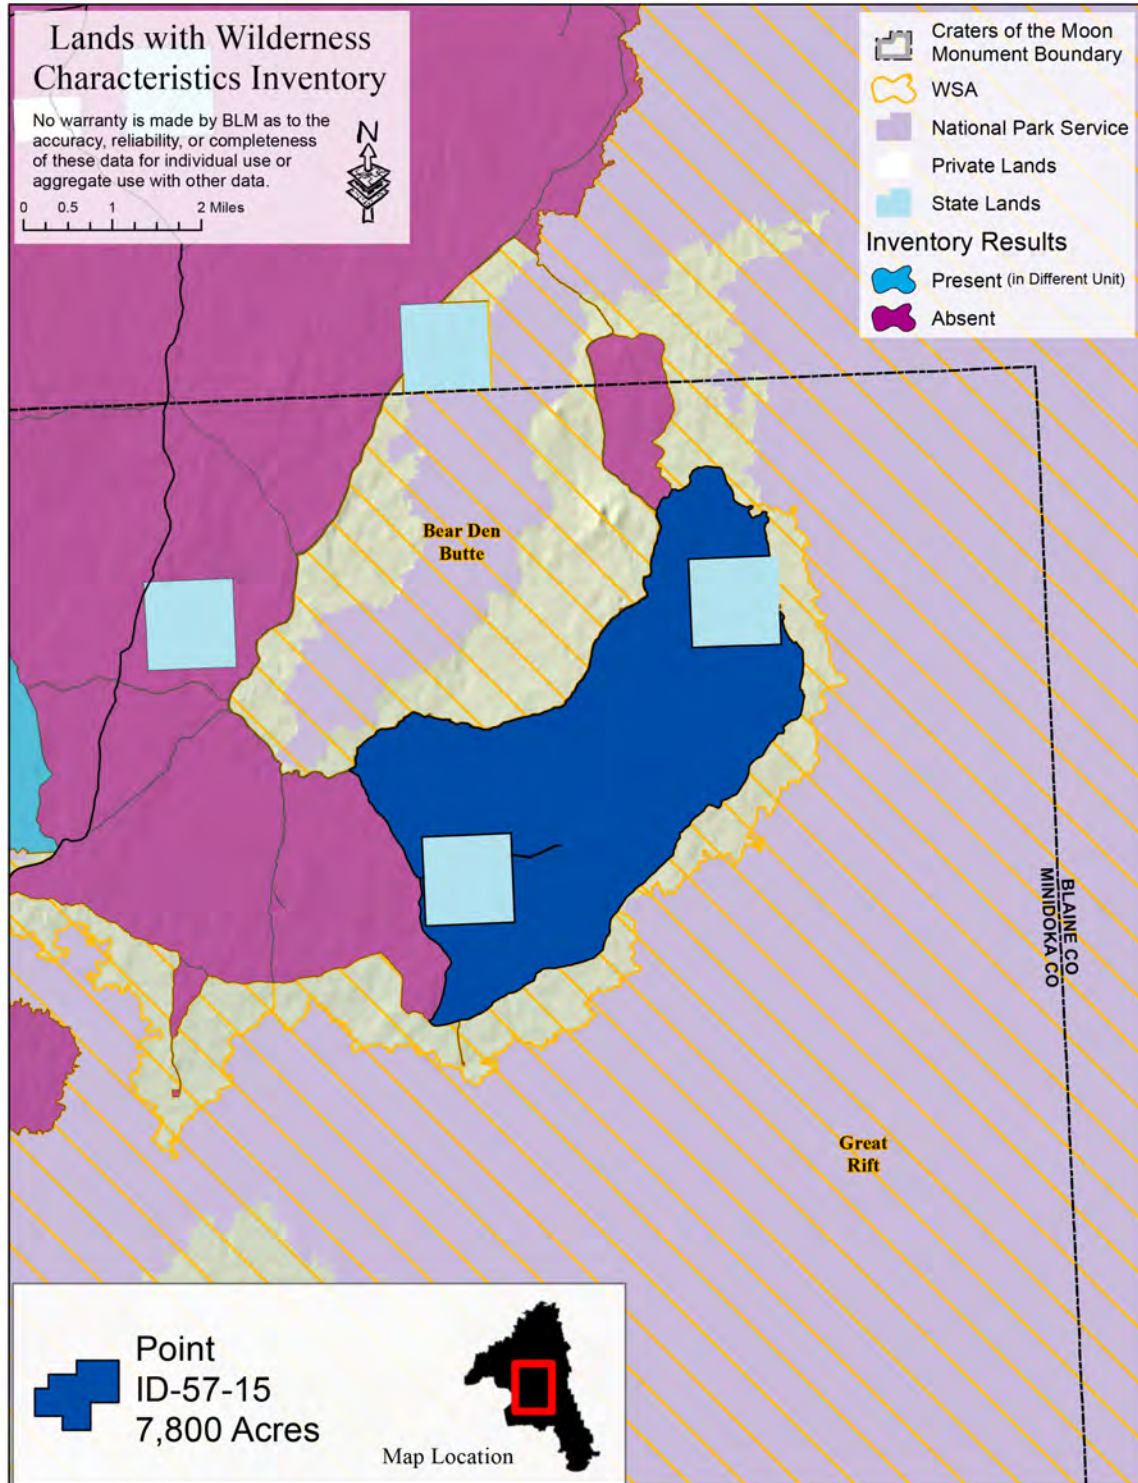 Lands with Wilderness
Characteristics Inventory
No warranty is made by BLM as to the
accuracy, reliability, or completeness
of these data for individual use or
aggregate use with other data.
N
0 0.5 1 2 Miles
Craters of the Moon
Monument Boundary
WSA
National Park Service
Private Lands
State Lands
Inventory Results
Present (in Different Unit)
Absent
Bear Den
Butte
BLAINE CO
MINIDOKA CO
Great
Rift
Point
ID-57-15
7,800 Acres
Map Location